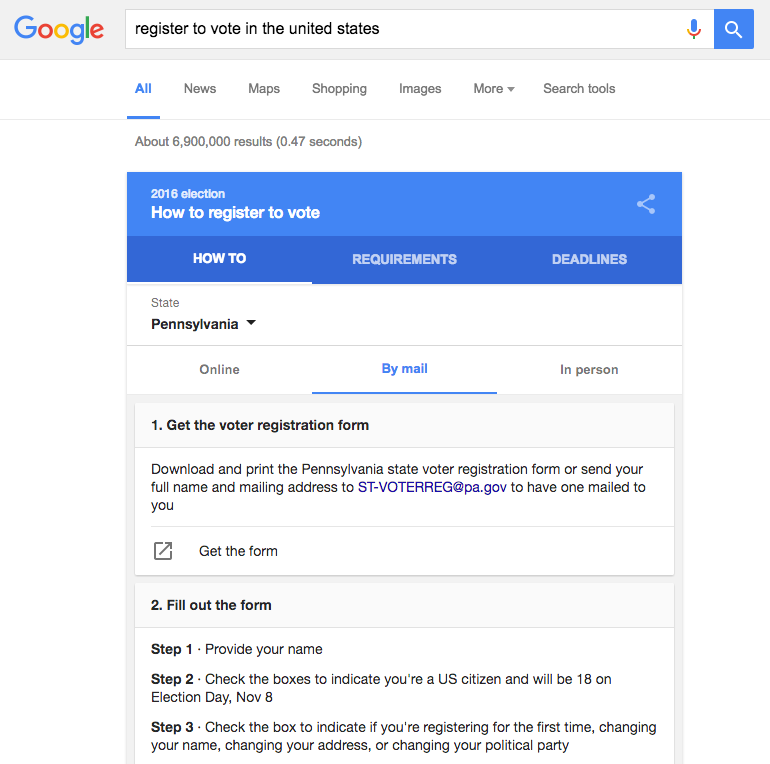 Google
register to vote in the united states
All News Maps Shopping Images More Search tools
About 6,900,000 results (0.47 seconds)
2016 election
How to register to vote
HOW TO REQUIREMENTS DEADLINES
State
Pennsylvania
Online By mail In person
1. Get the voter registration form
Download and print the Pennsylvania state voter registration form or send your
full name and mailing address to ST-VOTERREG@pa.gov to have one mailed to
you
Get the form
2. Fill out the form
Step 1 · Provide your name
Step 2 · Check the boxes to indicate you're a US citizen and will be 18 on
Election Day, Nov 8
Step 3 · Check the box to indicate if you're registering for the first time, changing
your name, changing your address, or changing your political party